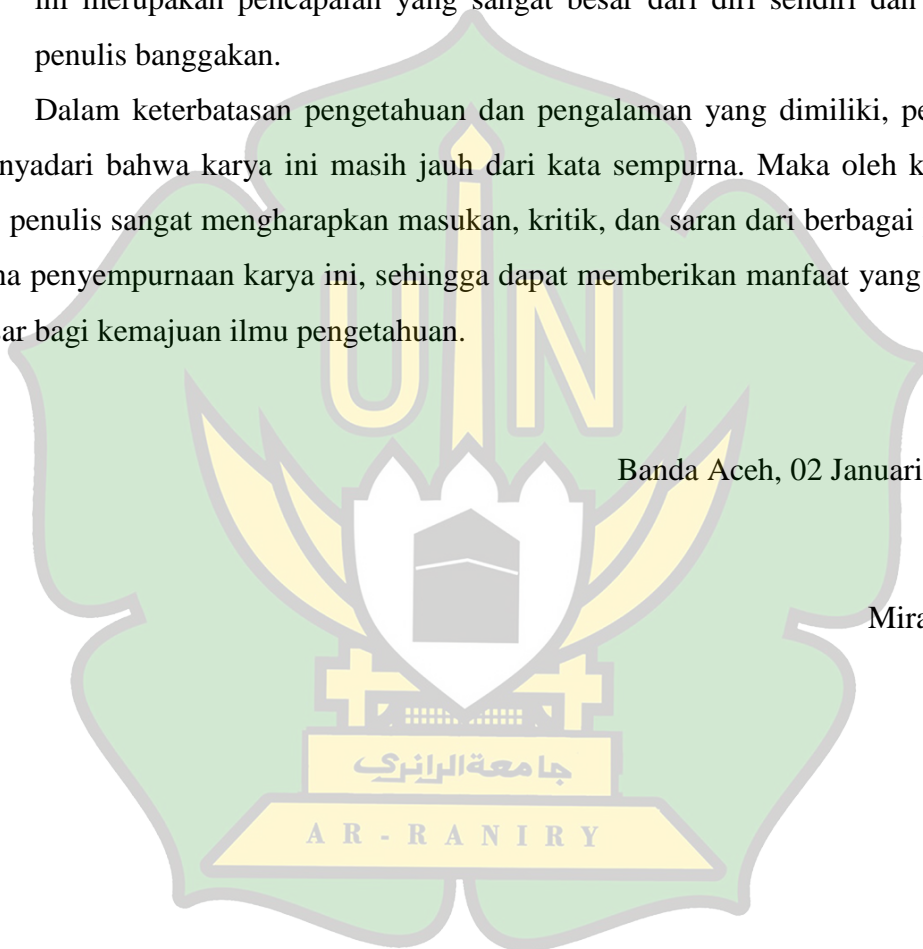 ini merupakan pencapaian yang sangat besar dari diri sendiri dan
penulis banggakan.
Dalam keterbatasan pengetahuan dan pengalaman yang dimiliki, pe
nyadari bahwa karya ini masih jauh dari kata sempurna. Maka oleh k
penulis sangat mengharapkan masukan, kritik, dan saran dari berbagai
na penyempurnaan karya ini, sehingga dapat memberikan manfaat yang
ar bagi kemajuan ilmu pengetahuan.
UIN
Banda Aceh, 02 Januari
Mira
جامعة الرانري
AR-RANIRY